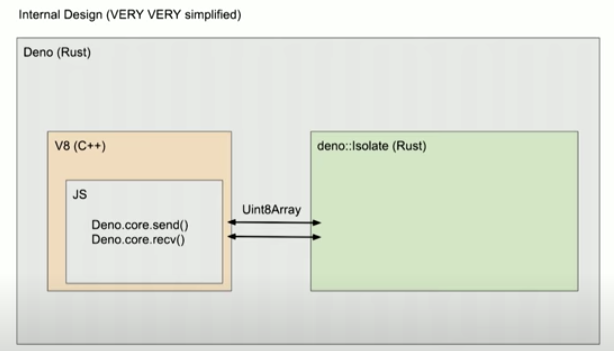 Internal Design (VERY VERY simplified)
Deno (Rust)
V8 (C++)
deno::Isolate (Rust)
JS
Uint8Array
Deno.core.send()
Deno.core.recv()